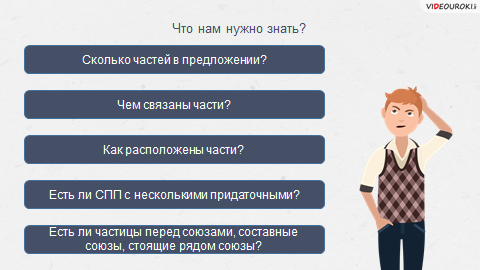 VIDEOUROKI
Что нам нужно знать?
Сколько частей в предложении?
Чем связаны части?
Как расположены части?
Есть ли СПП с несколькими придаточными?
Есть ли частицы перед союзами, составные
союзы, стоящие рядом союзы?